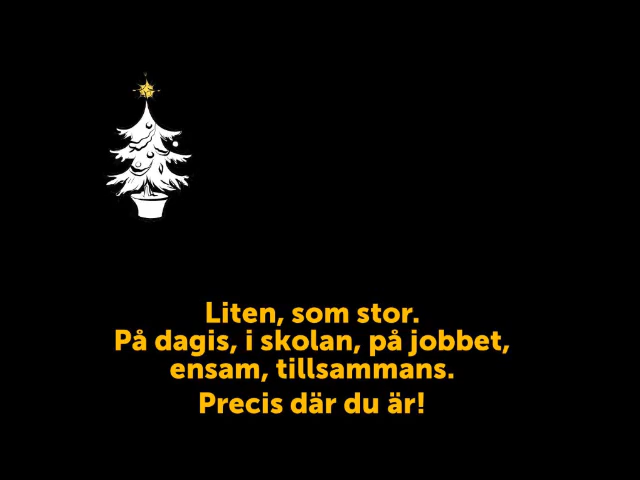 Liten, som stor.
På dagis, i skolan, på jobbet,
ensam, tillsammans.
Precis där du är!